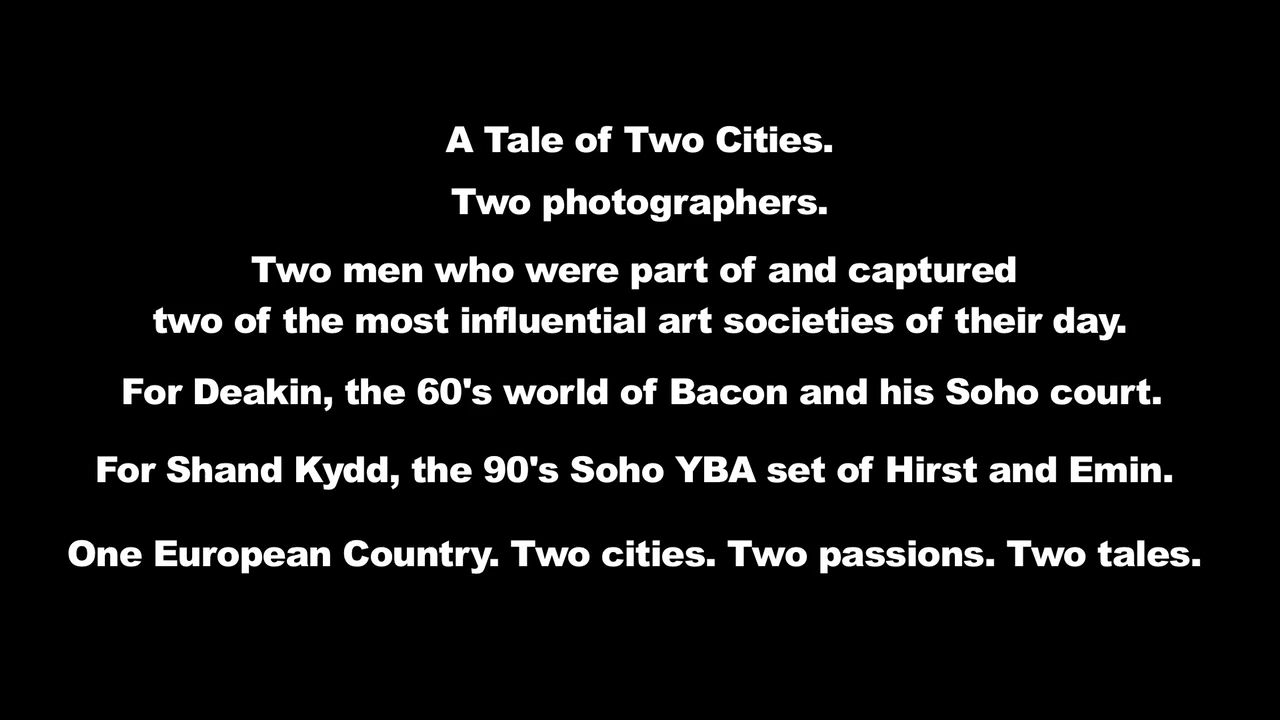 A Tale of Two Cities.
Two photographers.
Two men who were part of and captured
two of the most influential art societies of their day.
For Deakin, the 60's world of Bacon and his Soho court.
For Shand Kydd, the 90's Soho YBA set of Hirst and Emin.
One European Country. Two cities. Two passions. Two tales.